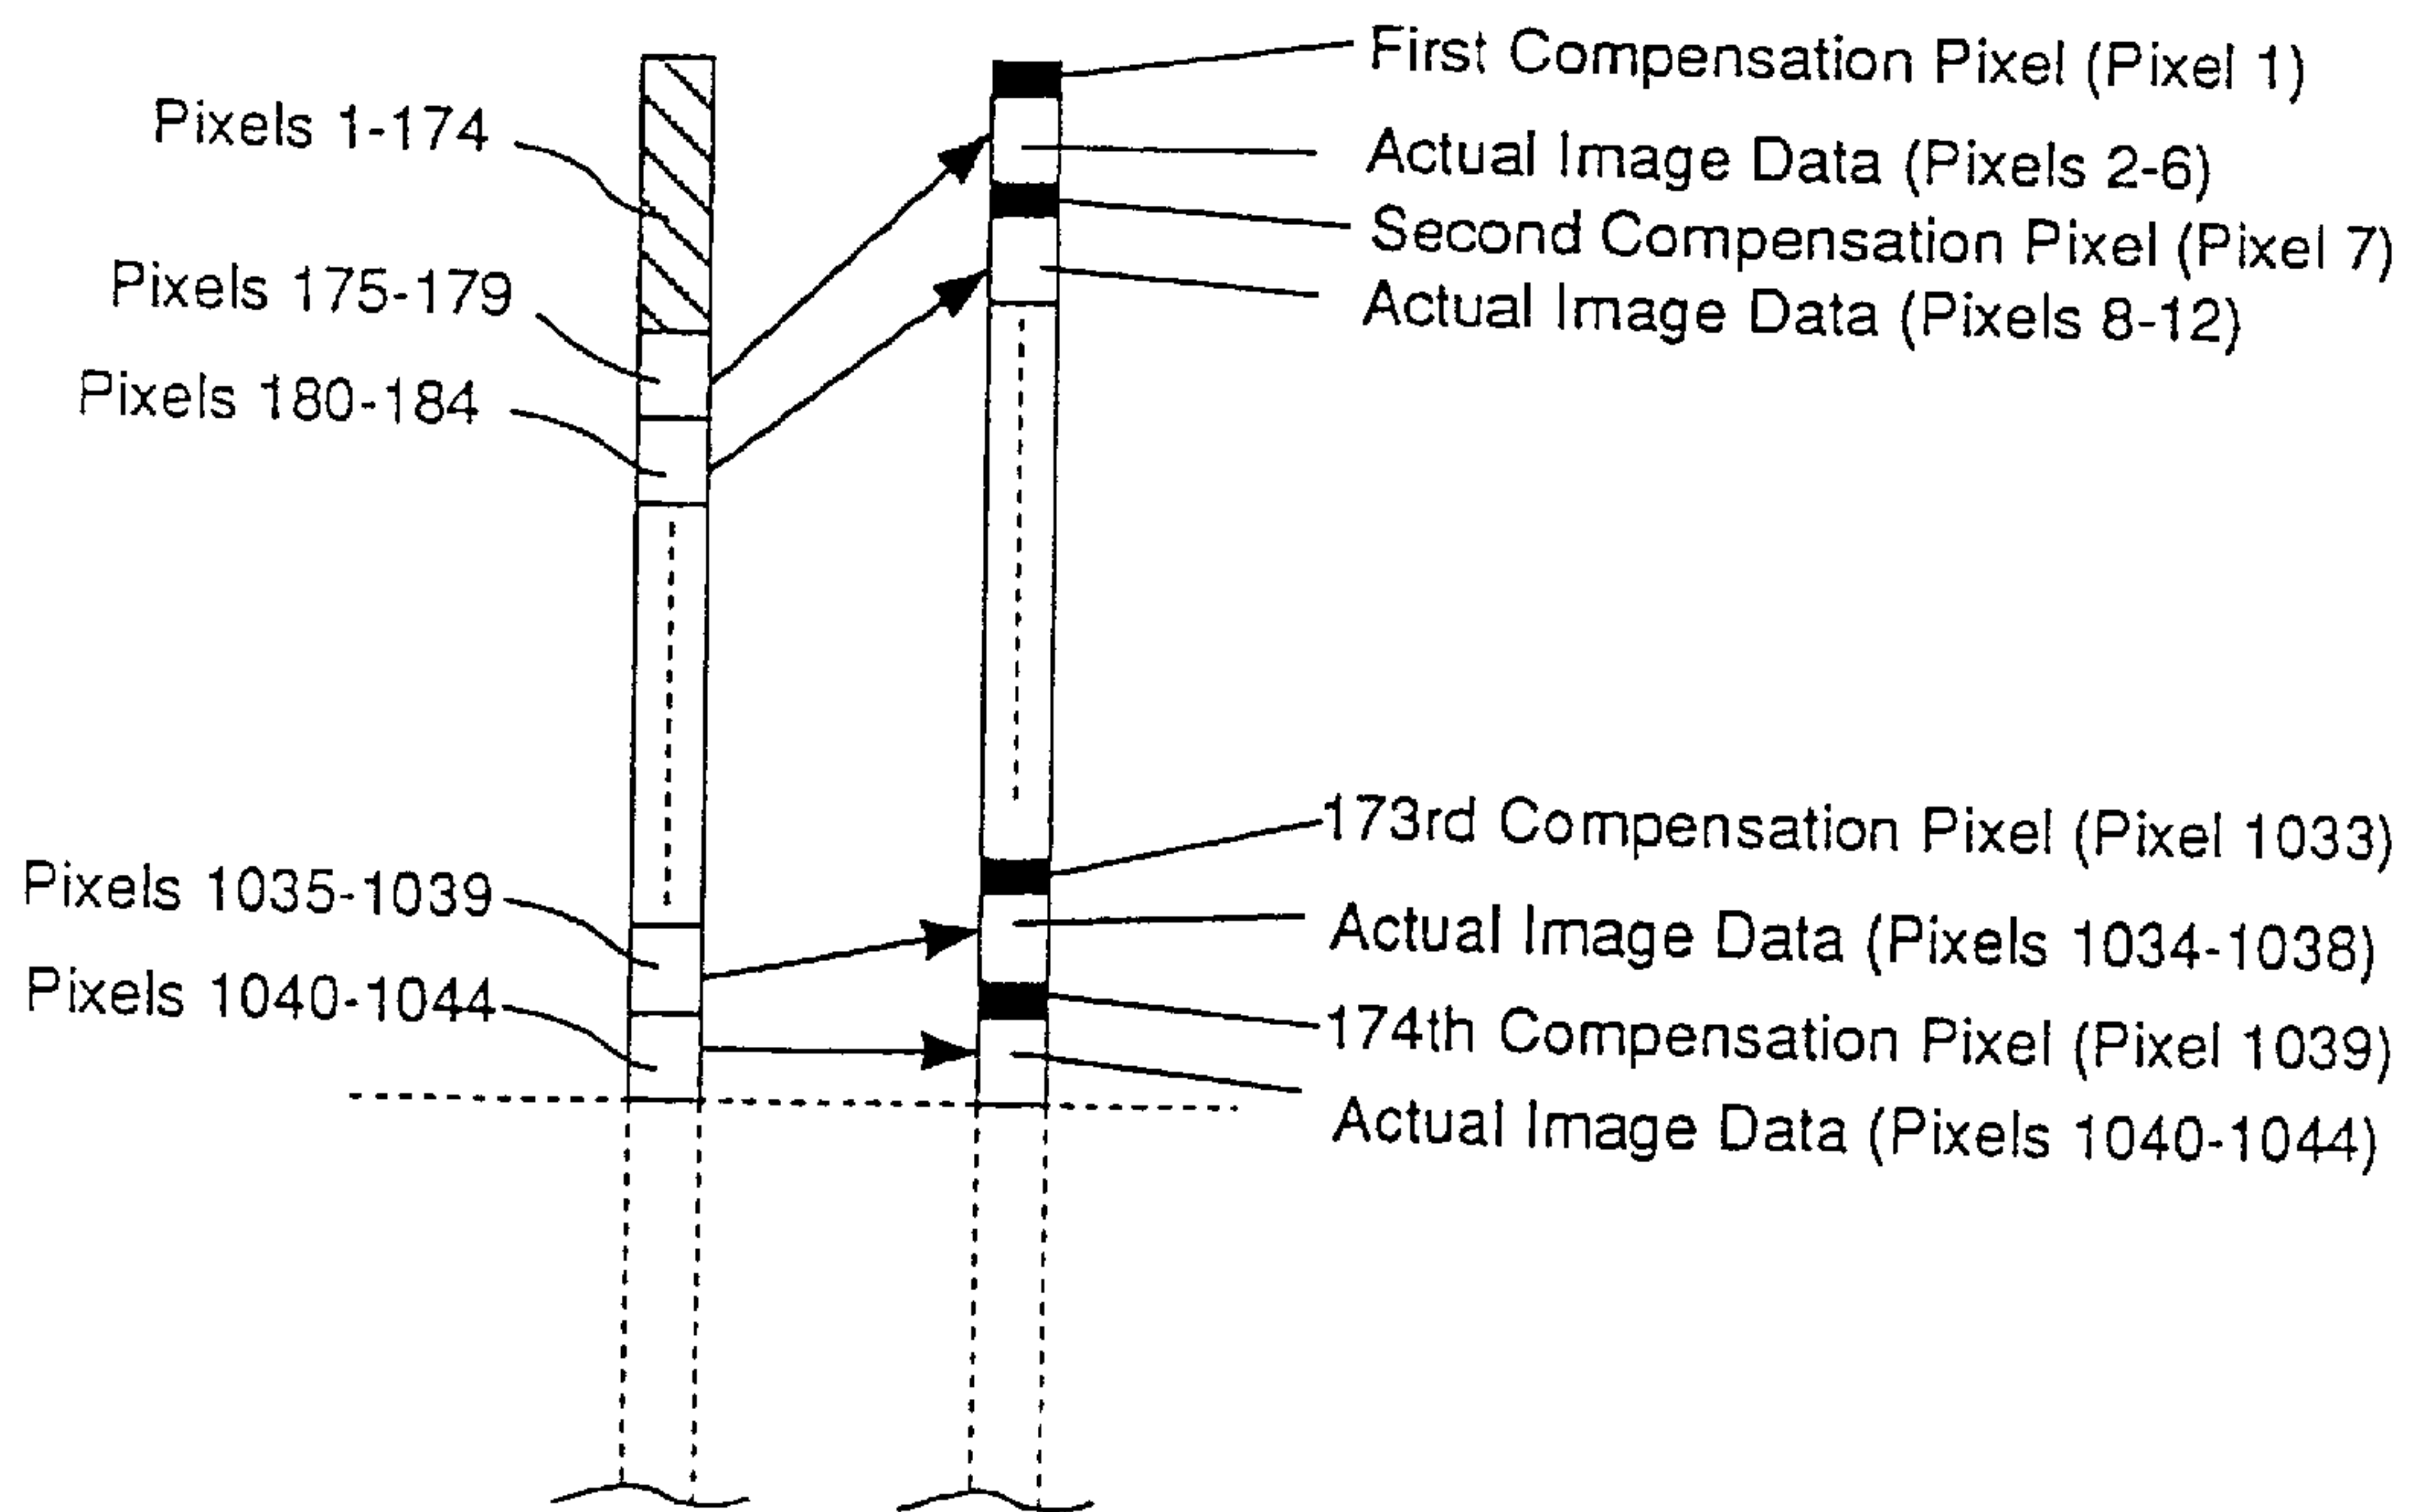 Pixels 1-174
Pixels 175-179
Pixels 180-184
Pixels 1035-1039
Pixels 1040-1044
First Compensation Pixel (Pixel 1)
Actual Image Data (Pixels 2-6)
Second Compensation Pixel (Pixel 7)
Actual Image Data (Pixels 8-12)
173rd Compensation Pixel (Pixel 1033)
Actual Image Data (Pixels 1034-1038)
174th Compensation Pixel (Pixel 1039)
Actual Image Data (Pixels 1040-1044)